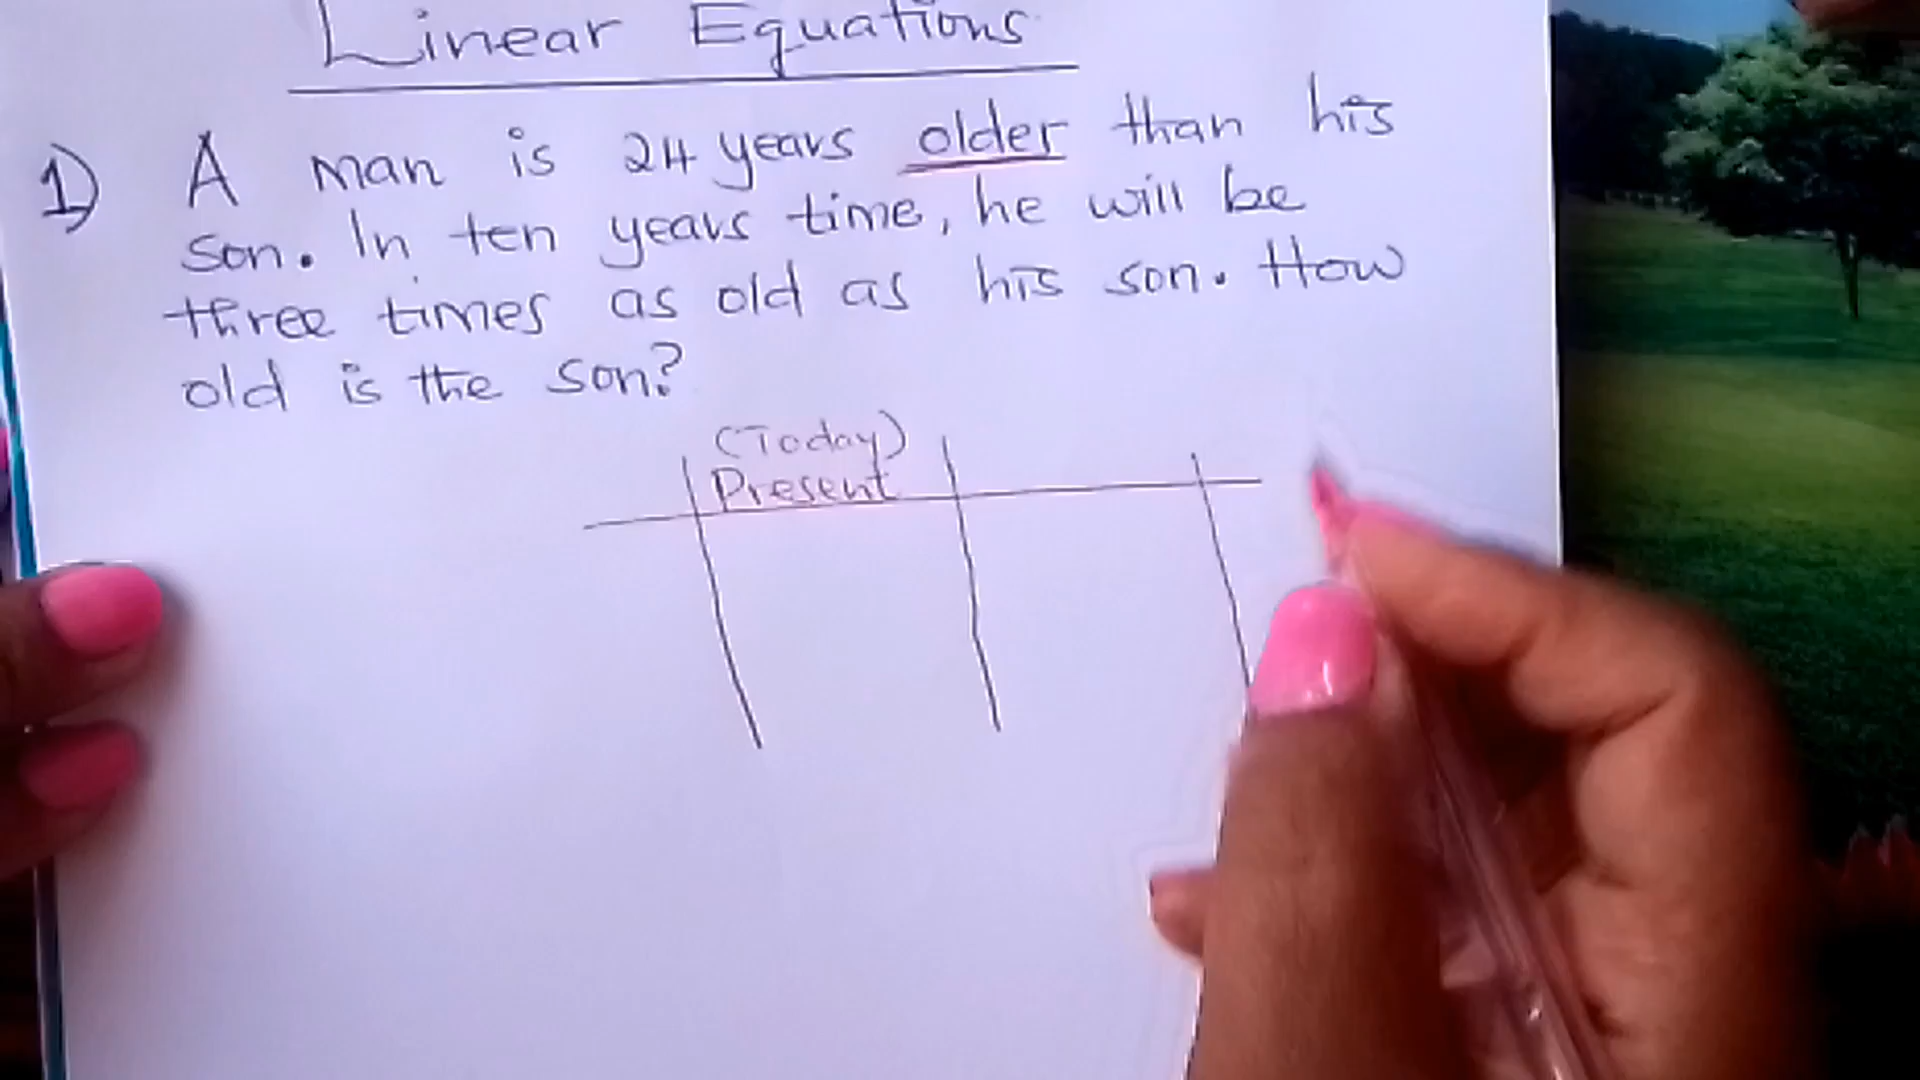 Linear Equations
1) A man is 24 years older than his
son. In ten years time, he will be
three times as old as his son. How
old is the son?
(Today)
Present